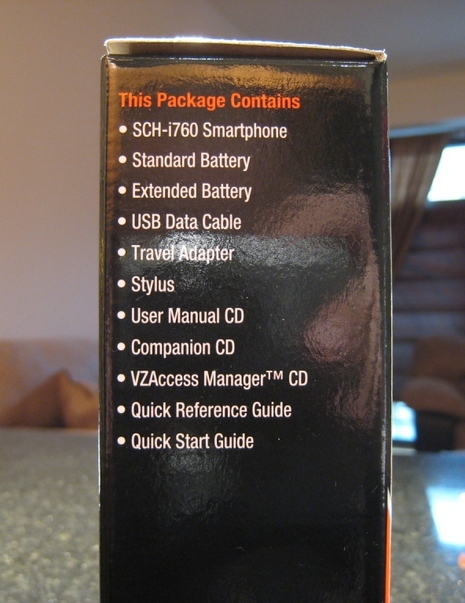 This Package Contains
• SCH-i760 Smartphone
• Standard Battery
• Extended Battery
• USB Data Cable
• Travel Adapter
• Stylus
• User Manual CD
• Companion CD
• VZAccess Manager™ CD
• Quick Reference Guide
• Quick Start Guide